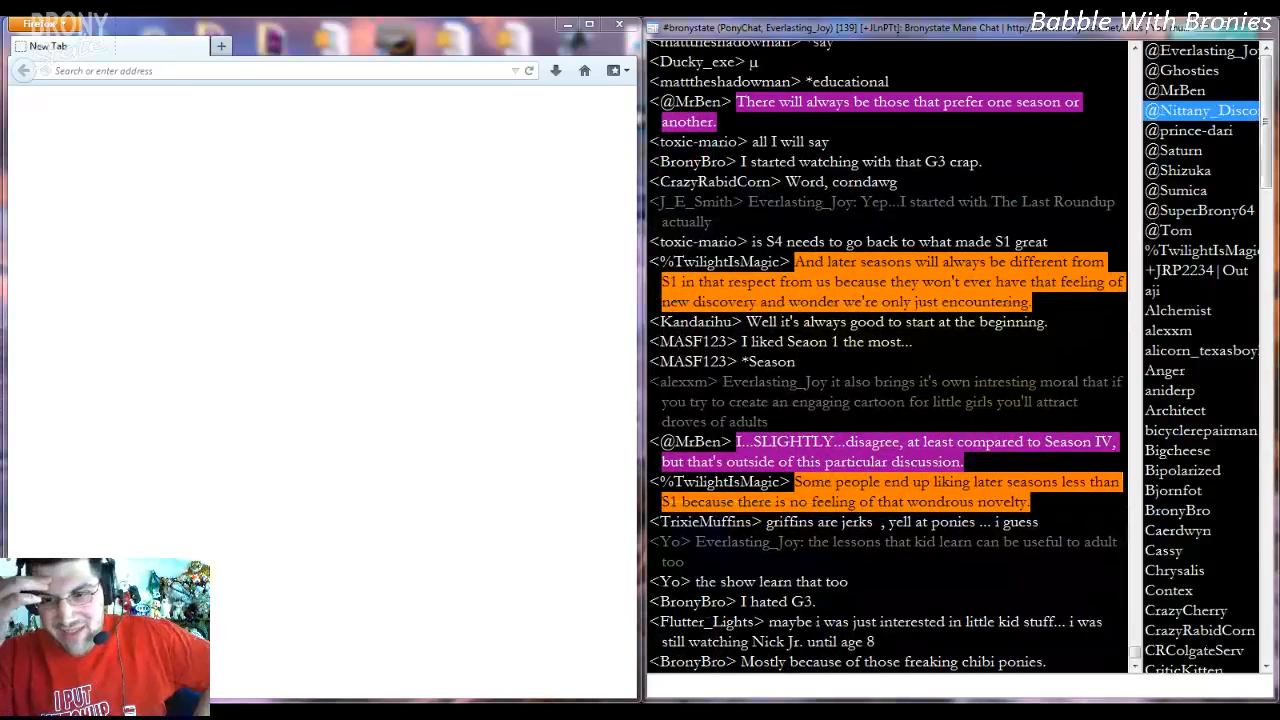 BRONY
State
Firefox
New Tab
Search or enter address
#bronystate (PonyChat, Everlasting_Joy) [139] [+JLnPTt]: Bronystate Mane Chat |
Babble With Bronies
<matttheshadowman> *say
<Ducky_exe> µ
<matttheshadowman> *educational
<@MrBen> There will always be those that prefer one season or
another.
<toxic-mario> all I will say
<BronyBro> I started watching with that G3 crap.
<CrazyRabidCorn> Word, corndawg
<J_E_Smith> Everlasting_Joy: Yep...I started with The Last Roundup
actually
<toxic-mario> is S4 needs to go back to what made S1 great
<%TwilightIsMagic> And later seasons will always be different from
S1 in that respect from us because they won't ever have that feeling of
new discovery and wonder we're only just encountering.
<Kandarihu> Well it's always good to start at the beginning.
<MASF123> I liked Seaon 1 the most...
<MASF123> *Season
<alexxm> Everlasting_Joy it also brings it's own intresting moral that if
you try to create an engaging cartoon for little girls you'll attract
droves of adults
<@MrBen> I...SLIGHTLY...disagree, at least compared to Season IV,
but that's outside of this particular discussion.
<%TwilightIsMagic> Some people end up liking later seasons less than
S1 because there is no feeling of that wondrous novelty.
<TrixieMuffins> griffins are jerks , yell at ponies ... i guess
<Yo> Everlasting_Joy: the lessons that kid learn can be useful to adult
too
<Yo> the show learn that too
<BronyBro> I hated G3.
<Flutter_Lights> maybe i was just interested in little kid stuff... i was
still watching Nick Jr. until age 8
<BronyBro> Mostly because of those freaking chibi ponies.
@Everlasting_Jo
@Ghosties
@MrBen
@Nittany_Disco
@prince-dari
@Saturn
@Shizuka
@Sumica
@SuperBrony64
@Tom
%TwilightIsMagi
+JRP2234|Out
aji
Alchemist
alexxm
alicorn_texasboy
Anger
aniderp
Architect
bicyclerepairman
Bigcheese
Bipolarized
Bjornfot
BronyBro
Caerdwyn
Cassy
Chrysalis
Contex
CrazyCherry
CrazyRabidCorn
CRColgateServ
CriticKitten
I PUT